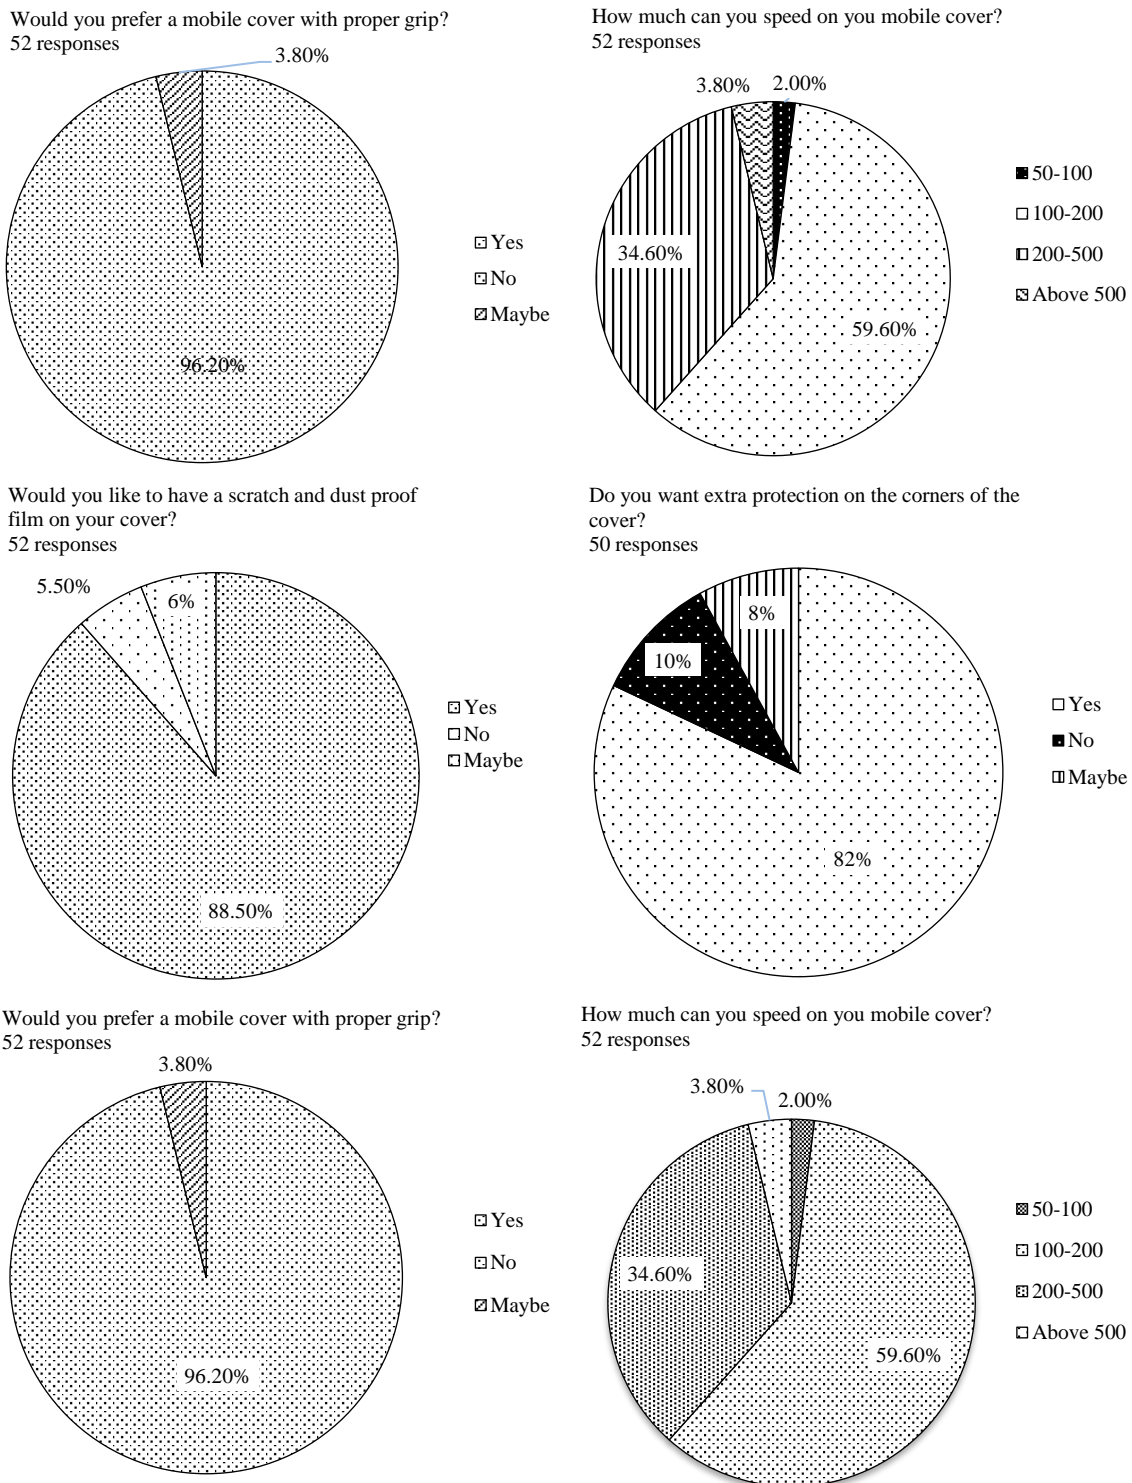 Would you prefer a mobile cover with proper grip?
52 responses
3.80%
96.20%
Yes
No
Maybe
How much can you speed on you mobile cover?
52 responses
3.80%
2.00%
34.60%
59.60%
50-100
100-200
200-500
Above 500
Would you like to have a scratch and dust proof
film on your cover?
52 responses
5.50%
6%
88.50%
Yes
No
Maybe
Do you want extra protection on the corners of the
cover?
50 responses
8%
10%
82%
Yes
No
Maybe
Would you prefer a mobile cover with proper grip?
52 responses
3.80%
96.20%
Yes
No
Maybe
How much can you speed on you mobile cover?
52 responses
3.80%
2.00%
34.60%
59.60%
50-100
100-200
200-500
Above 500